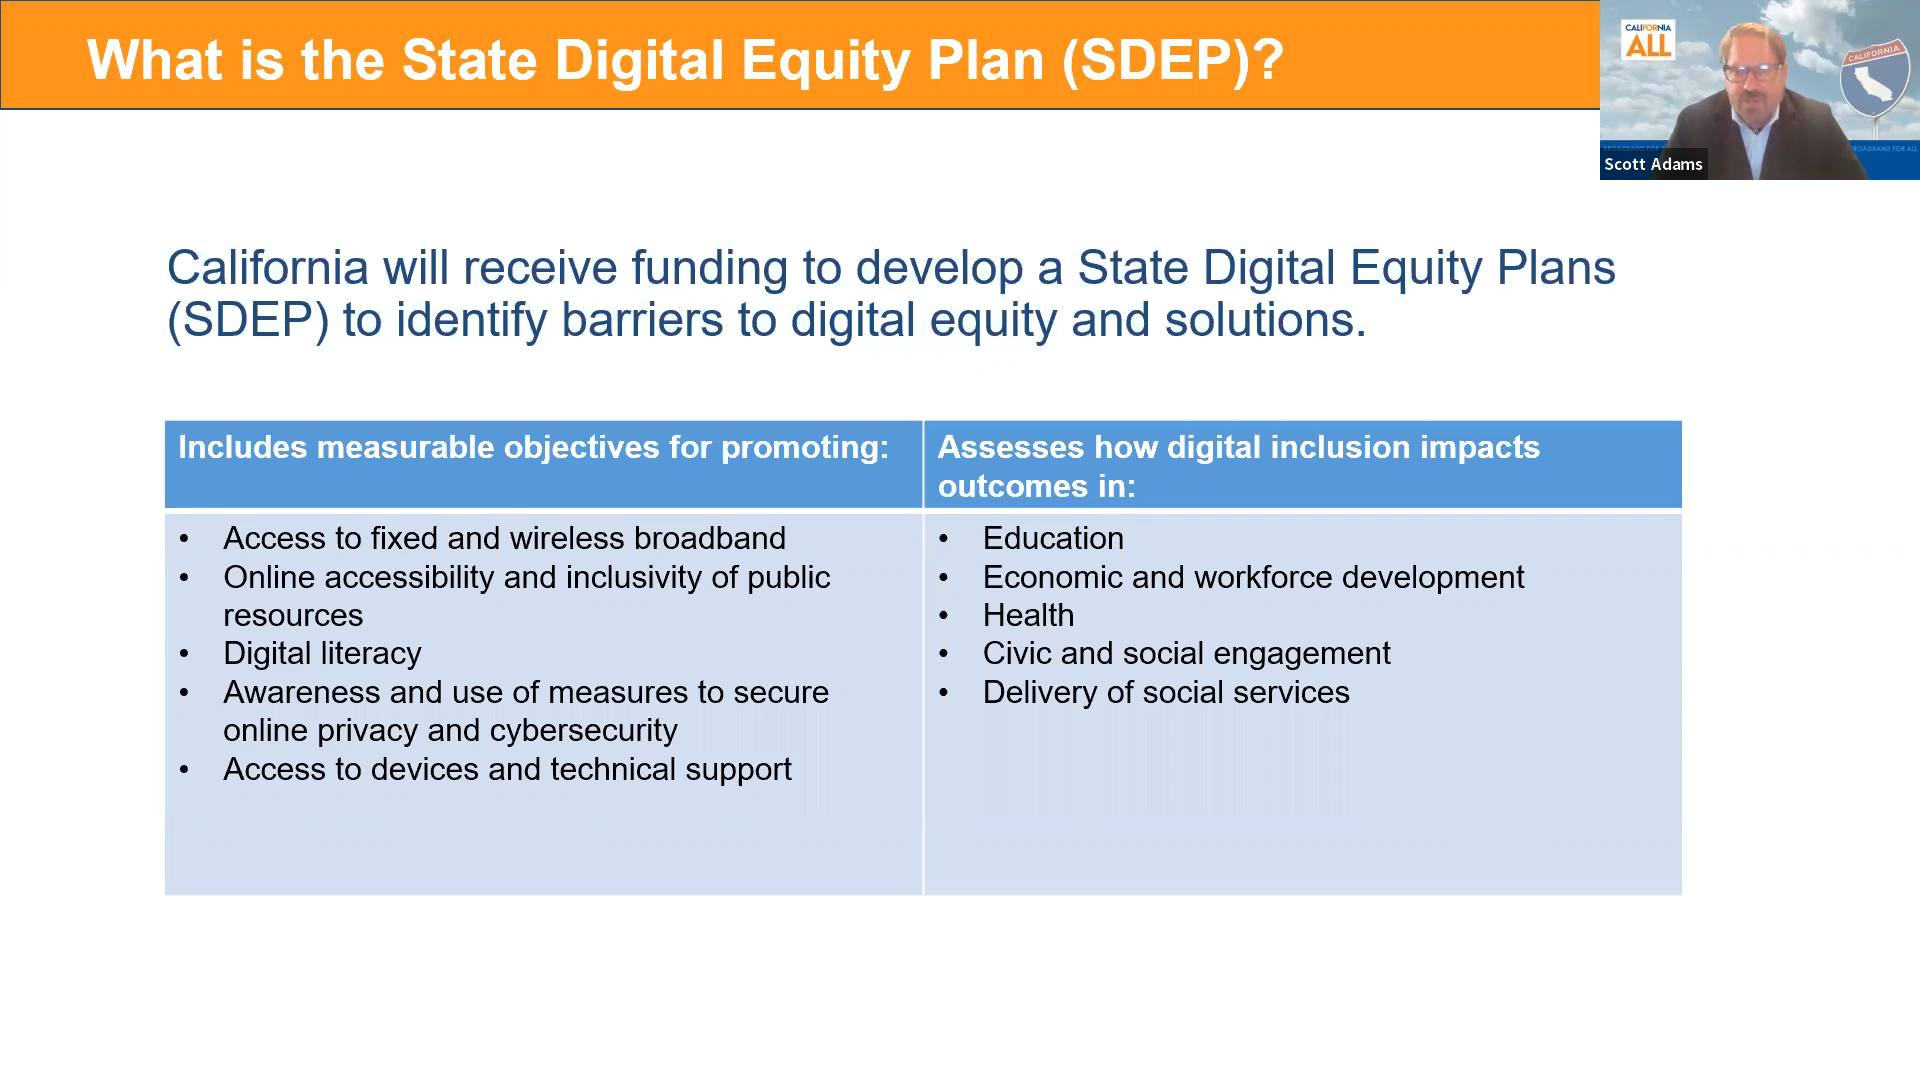 What is the State Digital Equity Plan (SDEP)?
CALIFORNIA
ALL
CALIFORNIA
BROADBAND FOR ALL
Scott Adams
California will receive funding to develop a State Digital Equity Plans
(SDEP) to identify barriers to digital equity and solutions.
Includes measurable objectives for promoting:
Assesses how digital inclusion impacts
outcomes in:
• Access to fixed and wireless broadband
• Online accessibility and inclusivity of public
resources
• Digital literacy
• Awareness and use of measures to secure
online privacy and cybersecurity
• Access to devices and technical support
• Education
• Economic and workforce development
• Health
• Civic and social engagement
• Delivery of social services